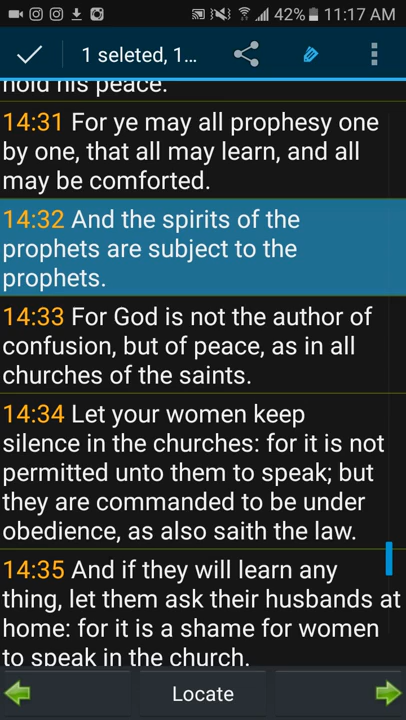 42% 11:17 AM
1 seleted, 1...
hold his peace.
14:31 For ye may all prophesy one
by one, that all may learn, and all
may be comforted.
14:32 And the spirits of the
prophets are subject to the
prophets.
14:33 For God is not the author of
confusion, but of peace, as in all
churches of the saints.
14:34 Let your women keep
silence in the churches: for it is not
permitted unto them to speak; but
they are commanded to be under
obedience, as also saith the law.
14:35 And if they will learn any
thing, let them ask their husbands at
home: for it is a shame for women
to speak in the church.
Locate